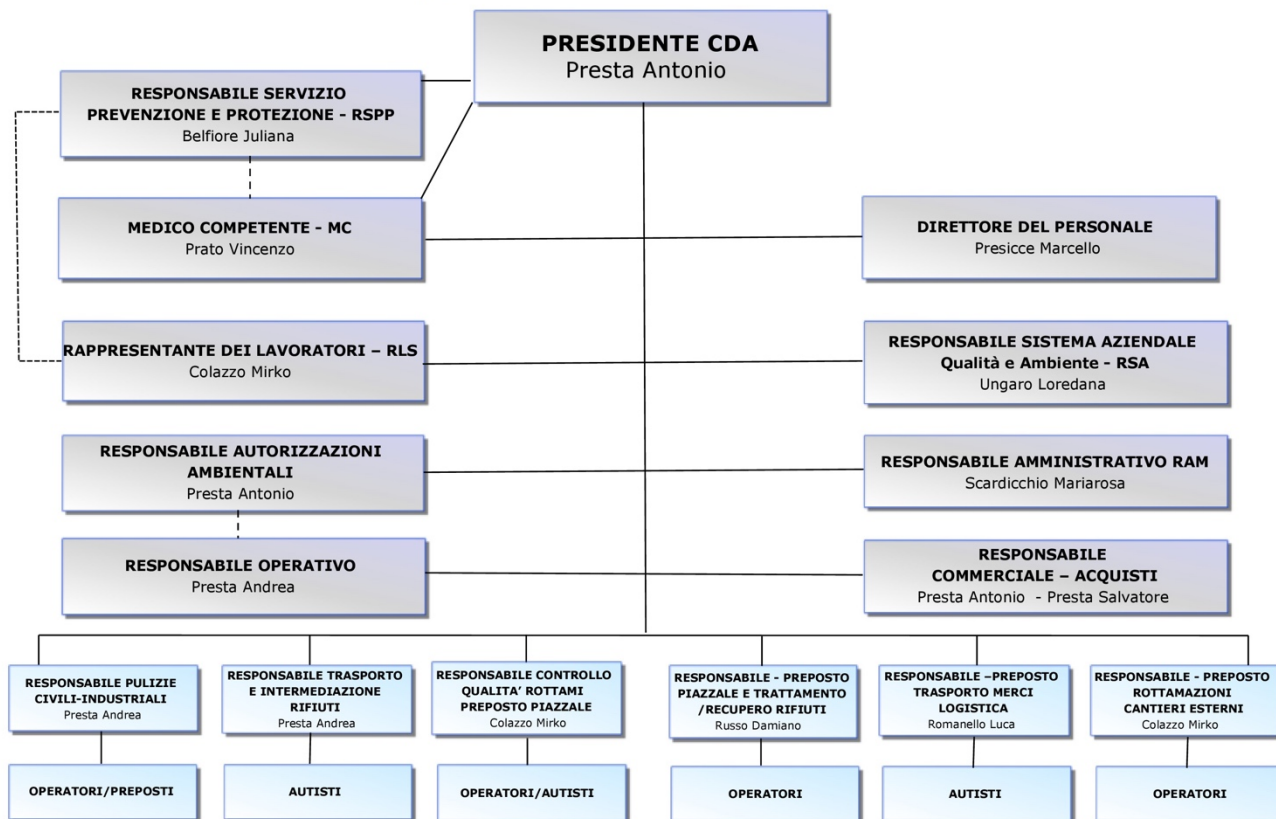 PRESIDENTE CDA
Presta Antonio
RESPONSABILE SERVIZIO
PREVENZIONE E PROTEZIONE - RSPP
Belfiore Juliana
MEDICO COMPETENTE - MC
Prato Vincenzo
DIRETTORE DEL PERSONALE
Presicce Marcello
RAPPRESENTANTE DEI LAVORATORI – RLS
Colazzo Mirko
RESPONSABILE SISTEMA AZIENDALE
Qualità e Ambiente - RSA
Ungaro Loredana
RESPONSABILE AUTORIZZAZIONI
AMBIENTALI
Presta Antonio
RESPONSABILE AMMINISTRATIVO RAM
Scardicchio Mariarosa
RESPONSABILE OPERATIVO
Presta Andrea
RESPONSABILE
COMMERCIALE – ACQUISTI
Presta Antonio - Presta Salvatore
RESPONSABILE PULIZIE
CIVILI-INDUSTRIALI
Presta Andrea
RESPONSABILE TRASPORTO
E INTERMEDIAZIONE
RIFIUTI
Presta Andrea
RESPONSABILE CONTROLLO
QUALITA’ ROTTAMI
PREPOSTO PIAZZALE
Colazzo Mirko
RESPONSABILE - PREPOSTO
PIAZZALE E TRATTAMENTO
/RECUPERO RIFIUTI
Russo Damiano
RESPONSABILE –PREPOSTO
TRASPORTO MERCI
LOGISTICA
Romanello Luca
RESPONSABILE - PREPOSTO
ROTTAMAZIONI
CANTIERI ESTERNI
Colazzo Mirko
OPERATORI/PREPOSTI
AUTISTI
OPERATORI/AUTISTI
OPERATORI
AUTISTI
OPERATORI